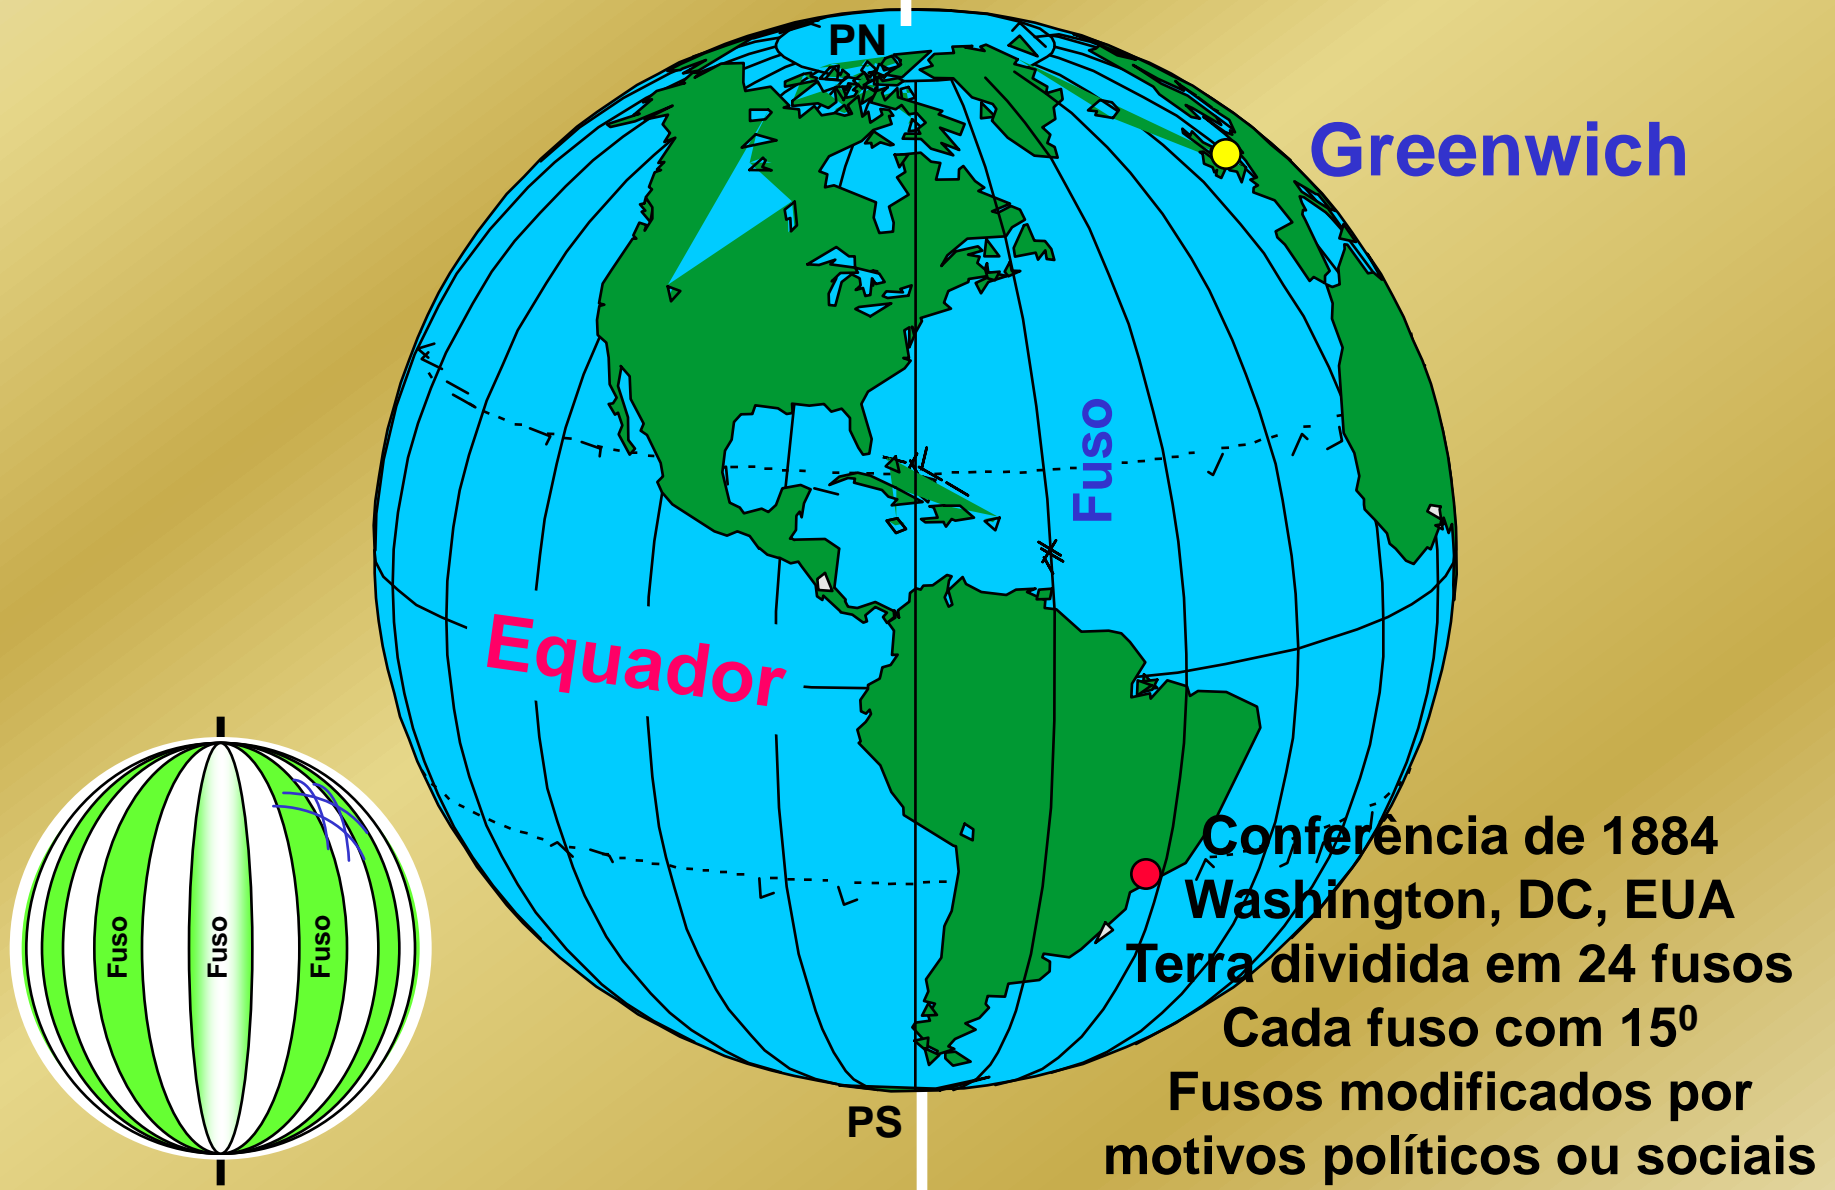 PN
Greenwich
Fuso
Equador
Fuso
Fuso
Fuso
Conferência de 1884
Washington, DC, EUA
Terra dividida em 24 fusos
Cada fuso com 15⁰
Fusos modificados por
motivos políticos ou sociais
PS